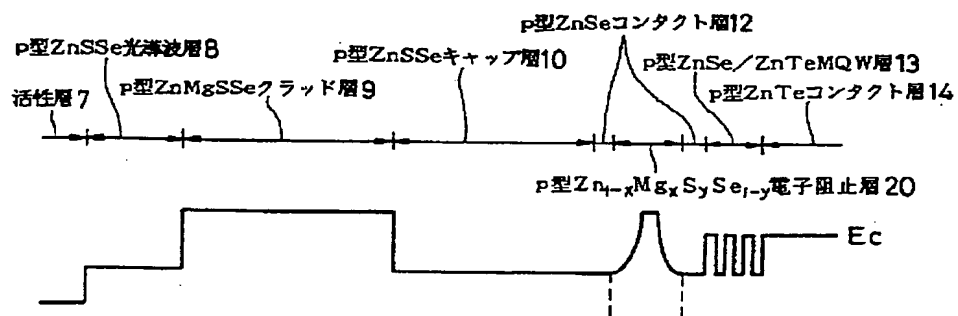 p型ZnSeコンタクト層12
p型ZnSSe光導波層8
p型ZnSSeキャップ層10
p型ZnSe/ZnTeMQW層13
活性層7
p型ZnMgSSeクラッド層9
p型ZnTeコンタクト層14
p型Zn₁₋ₓMgₓSᵧSe₁₋ᵧ電子阻止層20
Ec